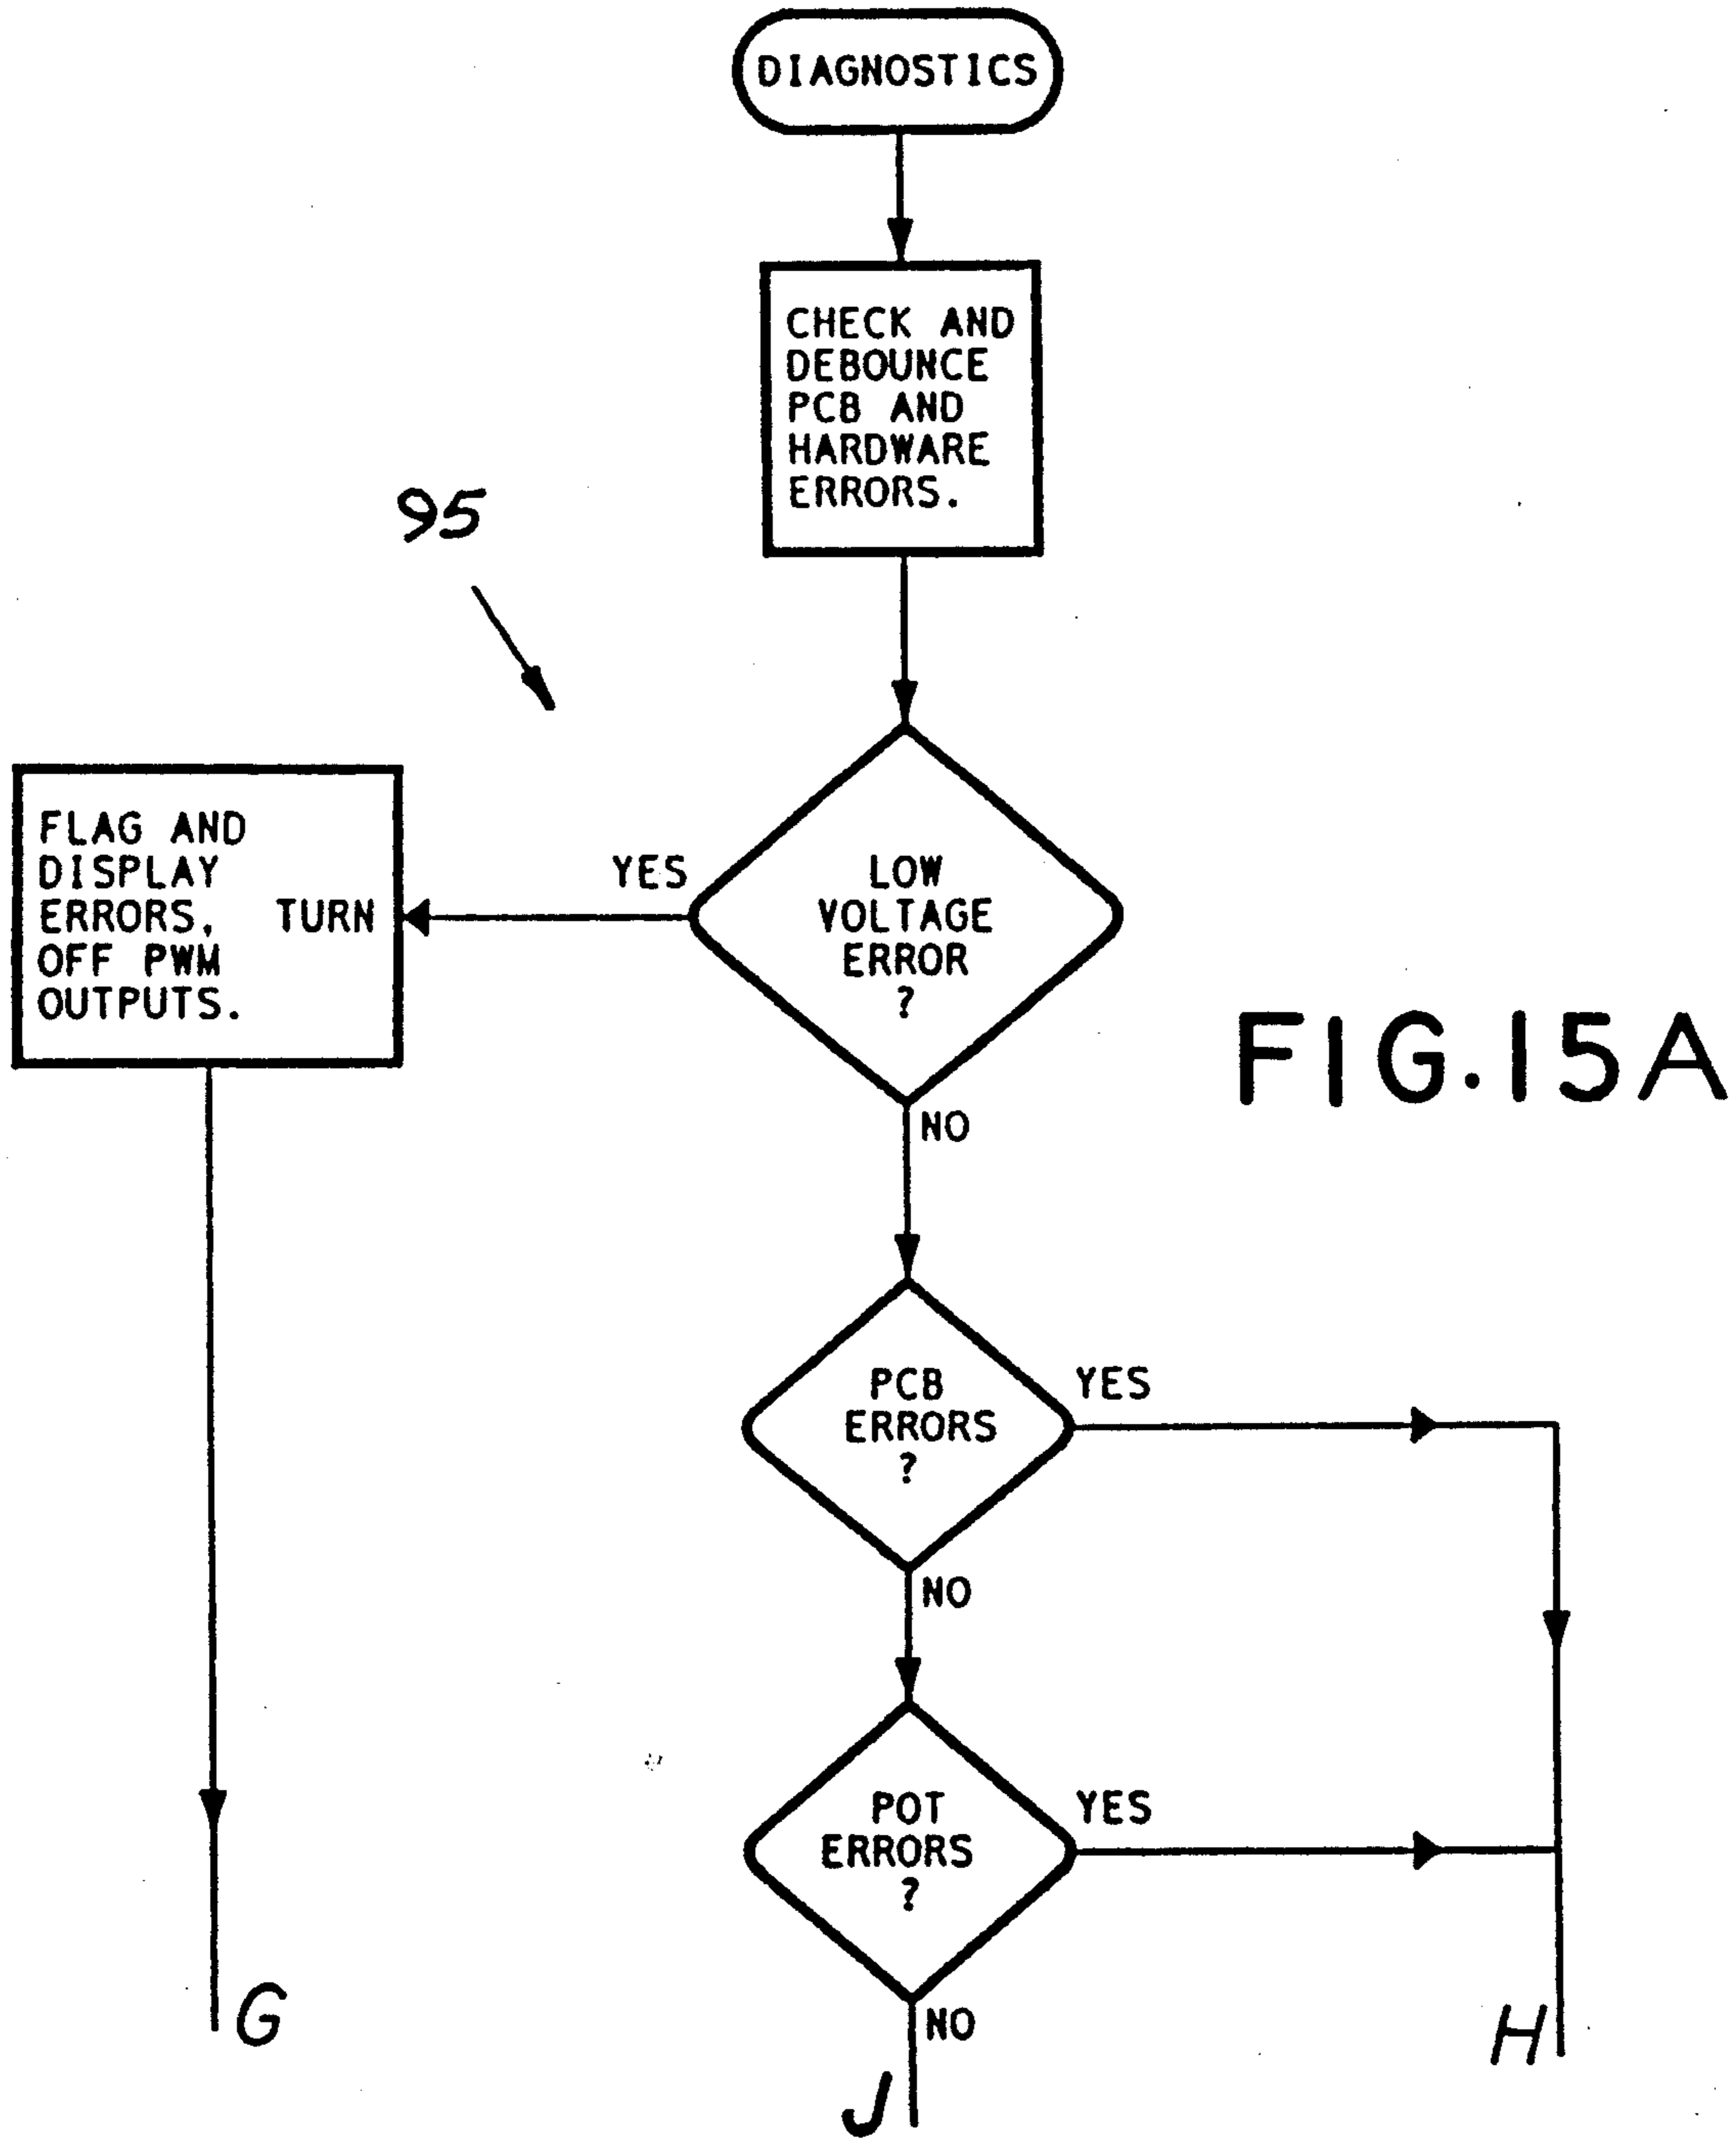 DIAGNOSTICS
CHECK AND
DEBOUNCE
PCB AND
HARDWARE
ERRORS.
95
FLAG AND
DISPLAY
ERRORS, TURN
OFF PWM
OUTPUTS.
YES
LOW
VOLTAGE
ERROR
?
NO
FIG.15A
PCB
ERRORS
?
YES
NO
POT
ERRORS
?
YES
NO
G
J
H